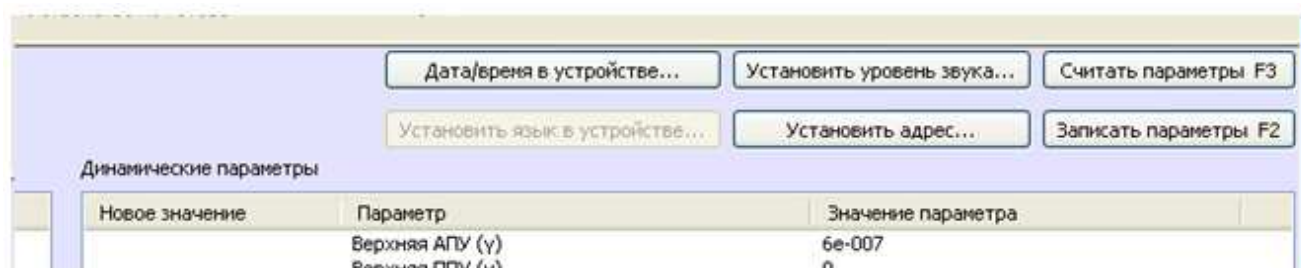 Дата/время в устройстве... Установить уровень звука... Считать параметры F3
Установить язык в устройстве... Установить адрес... Записать параметры F2
Динамические параметры
Новое значение Параметр Значение параметра
Верхняя АПУ (γ) 6e-007